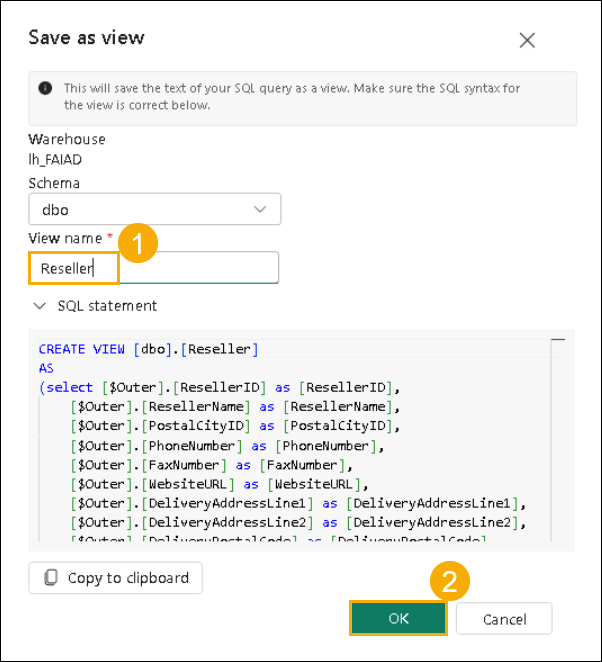 Save as view
This will save the text of your SQL query as a view. Make sure the SQL syntax for
the view is correct below.
Warehouse
lh_FAIAD
Schema
dbo
View name *
1
Reseller
SQL statement
CREATE VIEW [dbo].[Reseller]
AS
(select [$Outer].[ResellerID] as [ResellerID],
[$Outer].[ResellerName] as [ResellerName],
[$Outer].[PostalCityID] as [PostalCityID],
[$Outer].[PhoneNumber] as [PhoneNumber],
[$Outer].[FaxNumber] as [FaxNumber],
[$Outer].[WebsiteURL] as [WebsiteURL],
[$Outer].[DeliveryAddressLine1] as [DeliveryAddressLine1],
[$Outer].[DeliveryAddressLine2] as [DeliveryAddressLine2],
[$Outer].[DeliveryPostalCode] as [DeliveryPostalCode]
Copy to clipboard
2
OK
Cancel